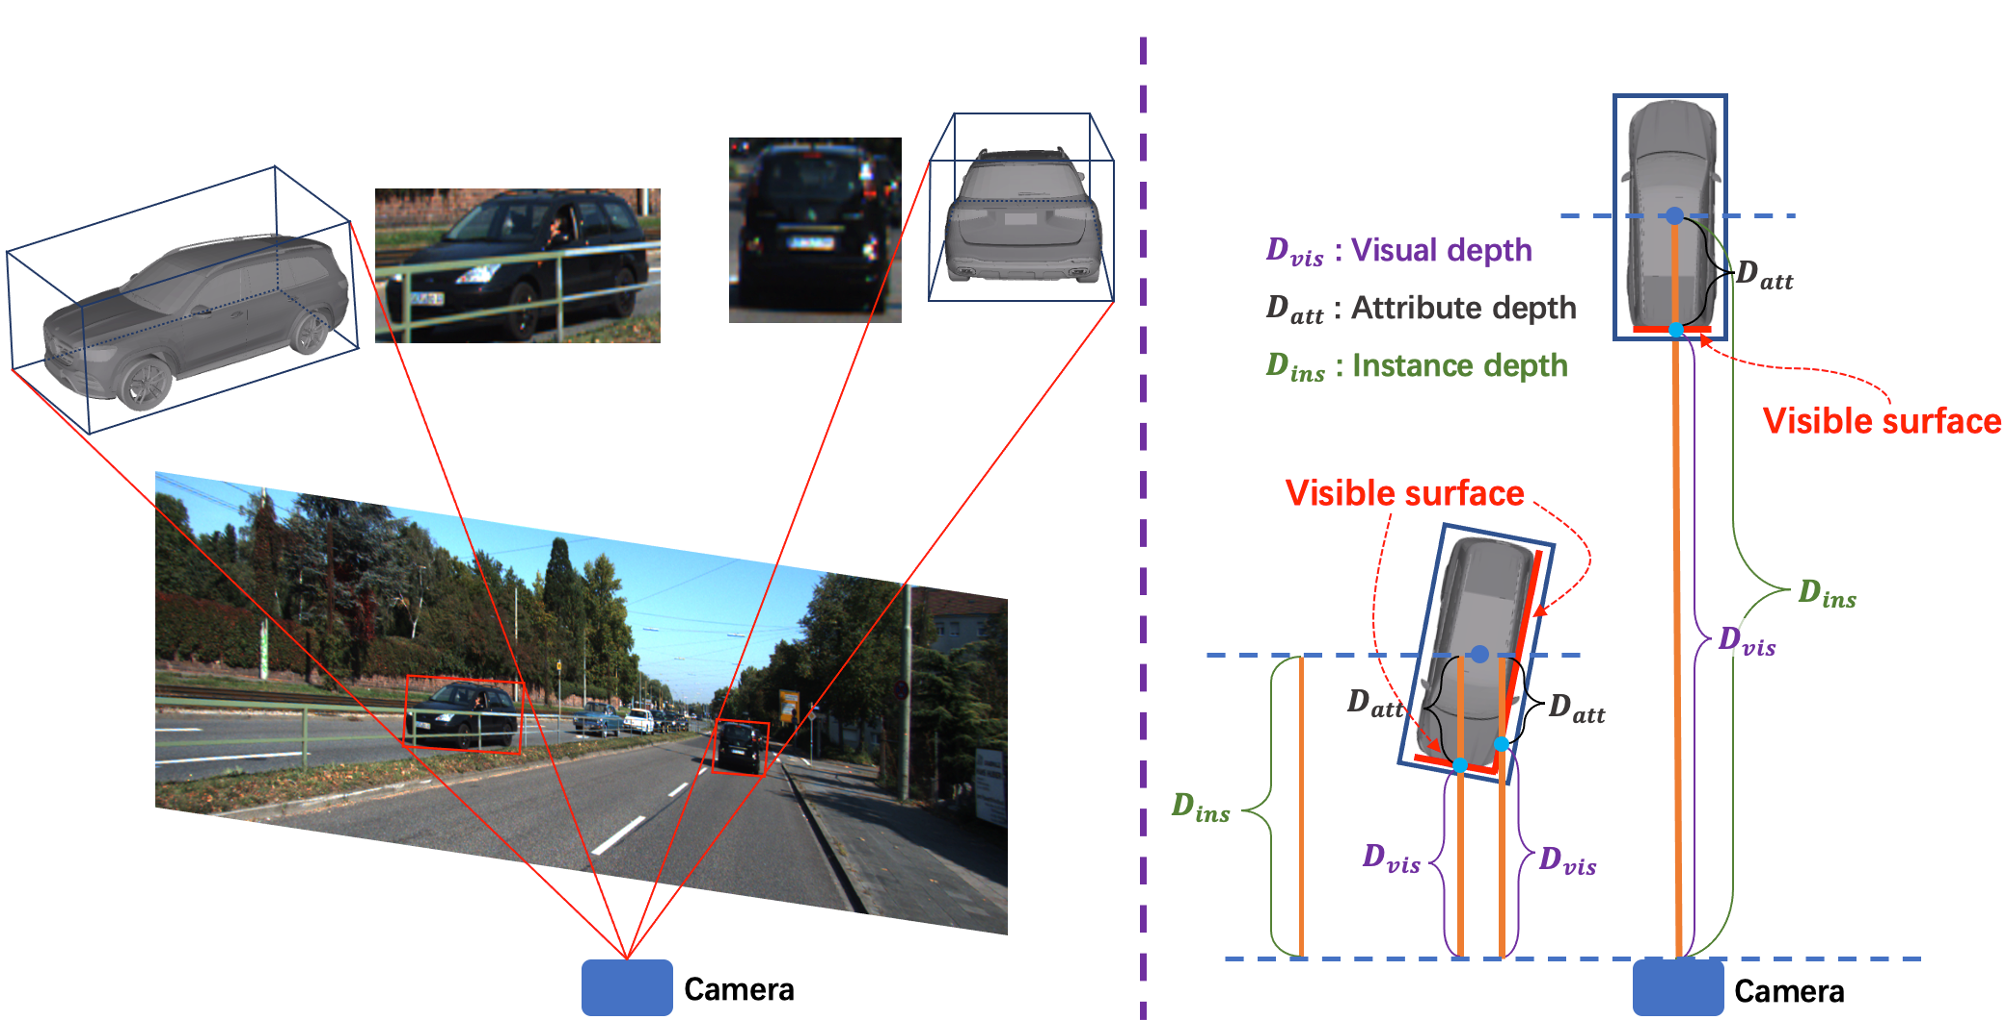 Camera
D_vis : Visual depth
D_att : Attribute depth
D_ins : Instance depth
D_att
Visible surface
Visible surface
D_ins
D_vis
D_att
D_att
D_ins
D_vis
D_vis
Camera